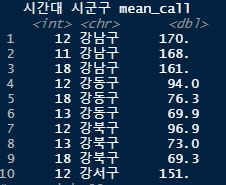 시간대 시군구 mean_call
<int> <chr> <dbl>
1 12 강남구 170.
2 11 강남구 168.
3 18 강남구 161.
4 12 강동구 94.0
5 18 강동구 76.3
6 13 강동구 69.9
7 12 강북구 96.9
8 13 강북구 73.0
9 18 강북구 69.3
10 12 강서구 151.